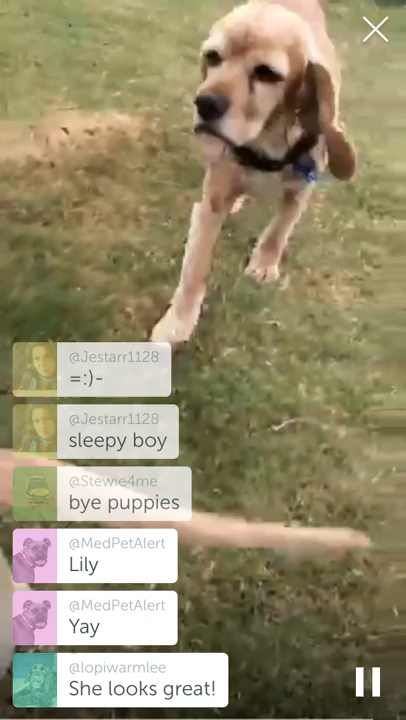 @Jestarr1128
=:)-
@Jestarr1128
sleepy boy
@Stewie4me
bye puppies
@MedPetAlert
Lily
@MedPetAlert
Yay
@lopiwarmlee
She looks great!